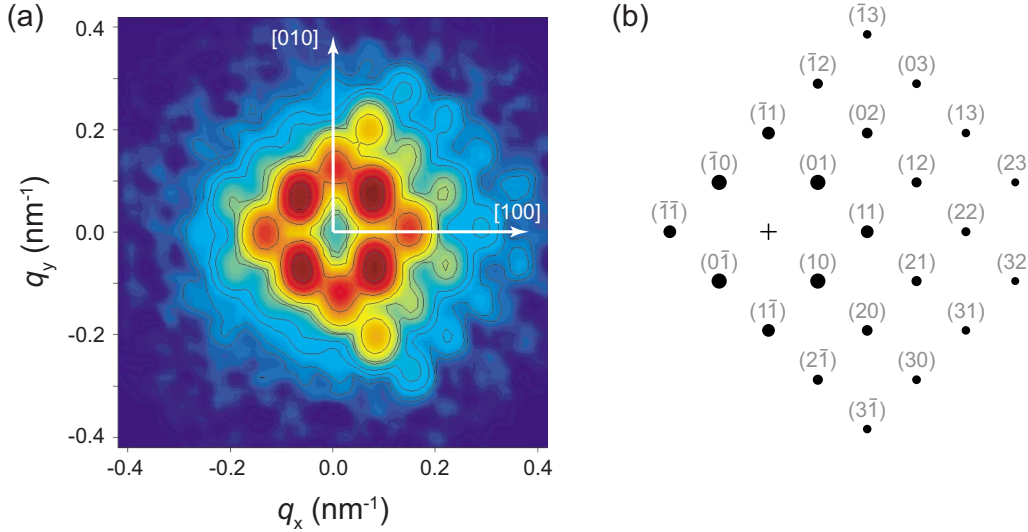 (a)
0.4
0.2
0.0
-0.2
-0.4
q_y (nm⁻¹)
[010]
[100]
-0.4 -0.2 0.0 0.2 0.4
q_x (nm⁻¹)
(b)
(1̄3)
(1̄2) (03)
(1̄1) (02) (13)
(1̄0) (01) (12) (23)
(1̄1̄) (11) (22)
(01̄) (10) (21) (32)
(11̄) (20) (31)
(21̄) (30)
(31̄)